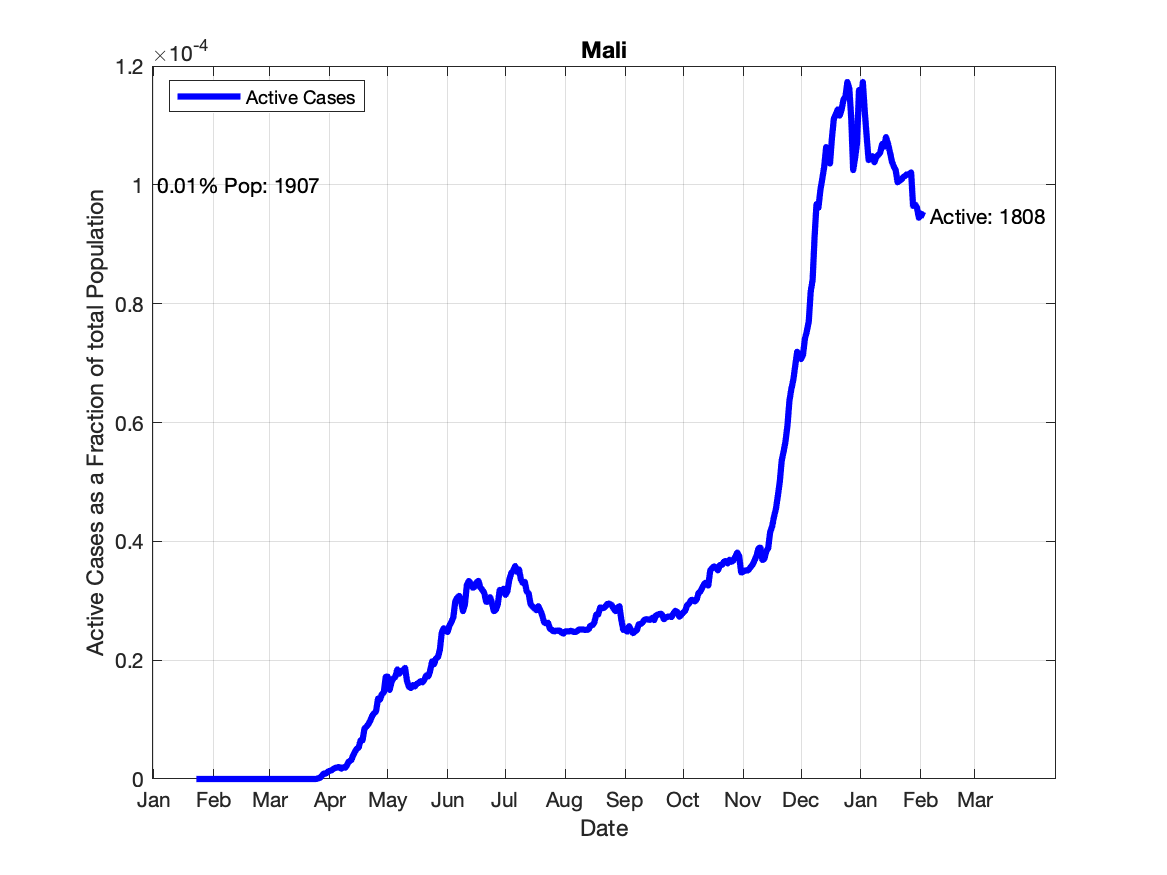 Mali
×10-4
1.2
1
0.8
0.6
0.4
0.2
0
Active Cases
0.01% Pop: 1907
Active: 1808
Active Cases as a Fraction of total Population
Jan Feb Mar Apr May Jun Jul Aug Sep Oct Nov Dec Jan Feb Mar
Date